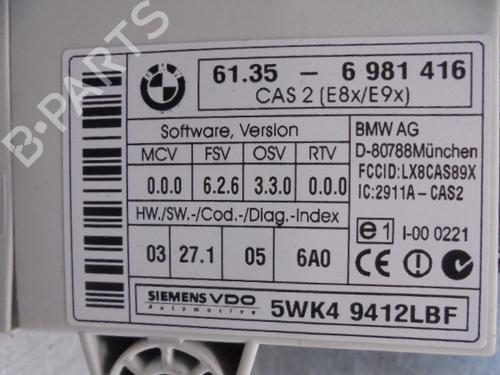 BMW
61.35 - 6 981 416
CAS 2 (E8x/E9x)
Software, Version
MCV FSV OSV RTV
0.0.0 6.2.6 3.3.0 0.0.0
HW./SW.-/Cod.-/Diag.-Index
03 27.1 05 6A0
BMW AG
D-80788München
FCCID:LX8CAS89X
IC:2911A-CAS2
e1 I-00 0221
CE
SIEMENS VDO
Automotive
5WK4 9412LBF